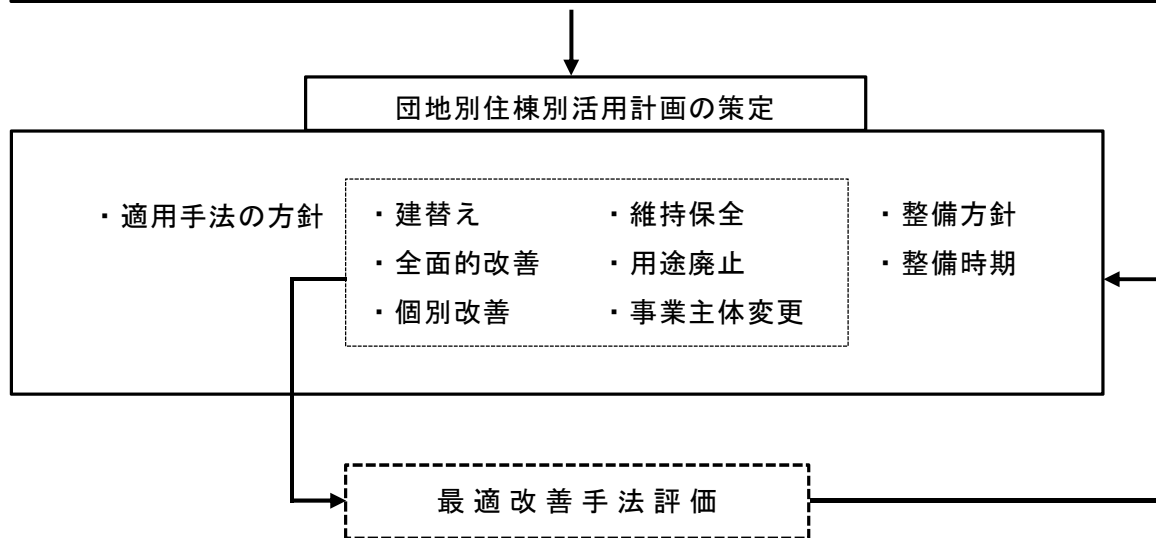 団地別住棟別活用計画の策定
・適用手法の方針
・建替え ・維持保全
・全面的改善 ・用途廃止
・個別改善 ・事業主体変更
・整備方針
・整備時期
最適改善手法評価